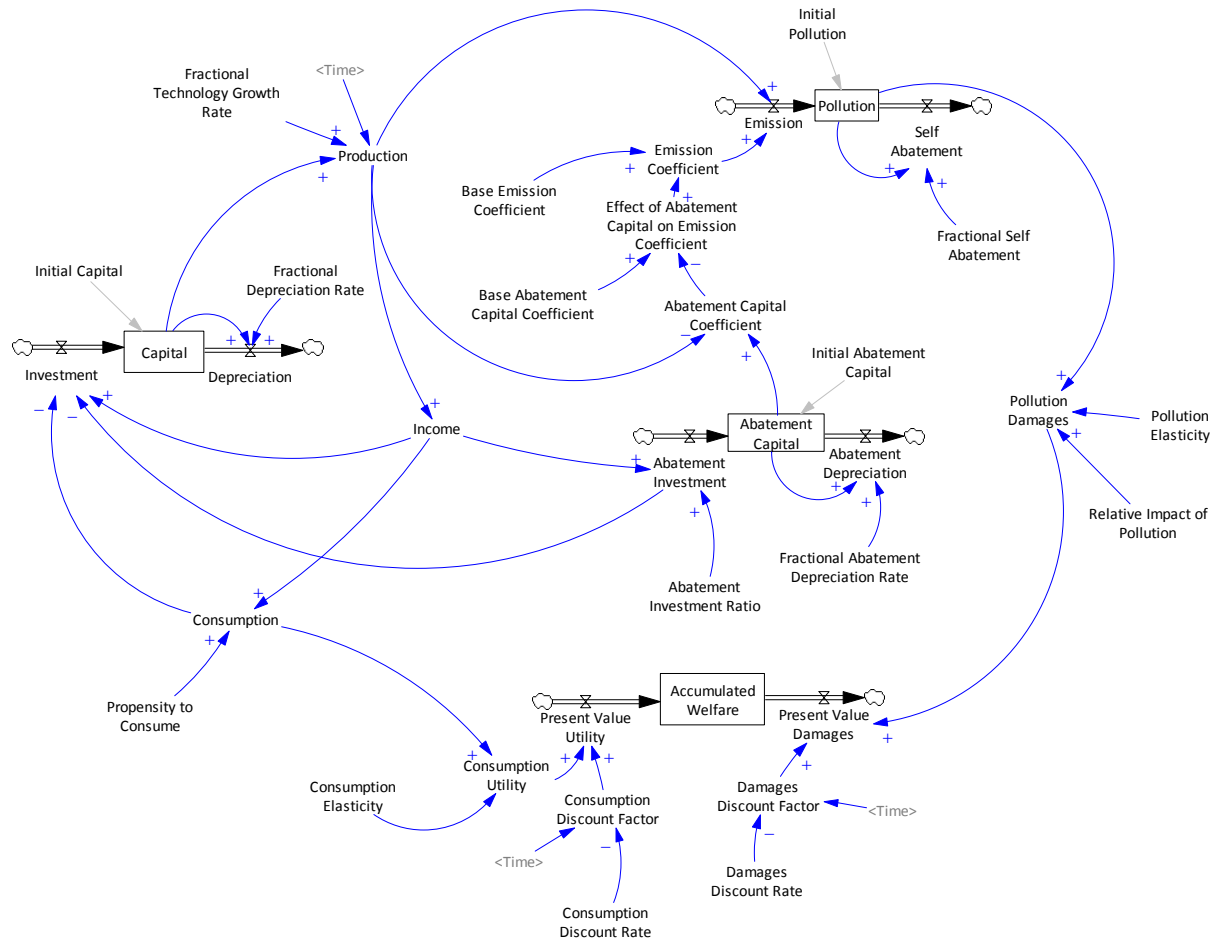 Initial
Pollution
<Time>
Fractional
Technology Growth
Rate
+
+
Pollution
Emission
+
Production
+
+
Self
Abatement
+
+
Emission
Coefficient
+
+
Base Emission
Coefficient
Effect of Abatement
Capital on Emission
Coefficient
Fractional Self
Abatement
+
−
Initial Capital
Fractional
Depreciation Rate
Base Abatement
Capital Coefficient
Abatement Capital
Coefficient
−
+
+
+
Capital
Investment
Depreciation
Initial Abatement
Capital
+
−
−
+
+
Income
Abatement
Capital
Pollution
Damages
+
Pollution
Elasticity
+
Abatement
Investment
Abatement
Depreciation
+
+
+
Relative Impact of
Pollution
Fractional Abatement
Depreciation Rate
Abatement
Investment Ratio
+
Consumption
+
Propensity to
Consume
Accumulated
Welfare
Present Value
Utility
Present Value
Damages
+
+
Consumption
Utility
+
+
+
Consumption
Elasticity
Consumption
Discount Factor
Damages
Discount Factor
<Time>
−
−
<Time>
Damages
Discount Rate
Consumption
Discount Rate